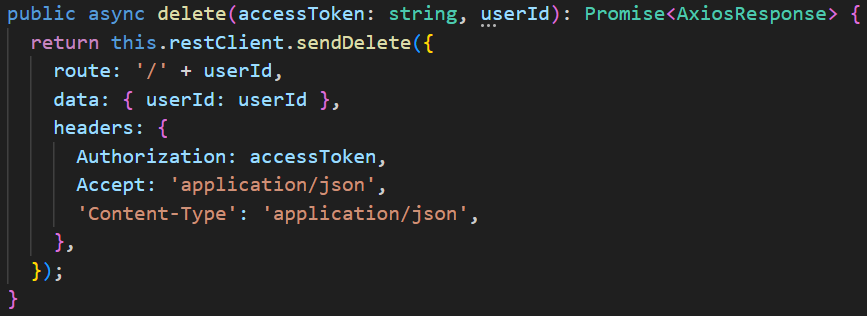 public async delete(accessToken: string, userId): Promise<AxiosResponse> {
  return this.restClient.sendDelete({
    route: '/' + userId,
    data: { userId: userId },
    headers: {
      Authorization: accessToken,
      Accept: 'application/json',
      'Content-Type': 'application/json',
    },
  });
}